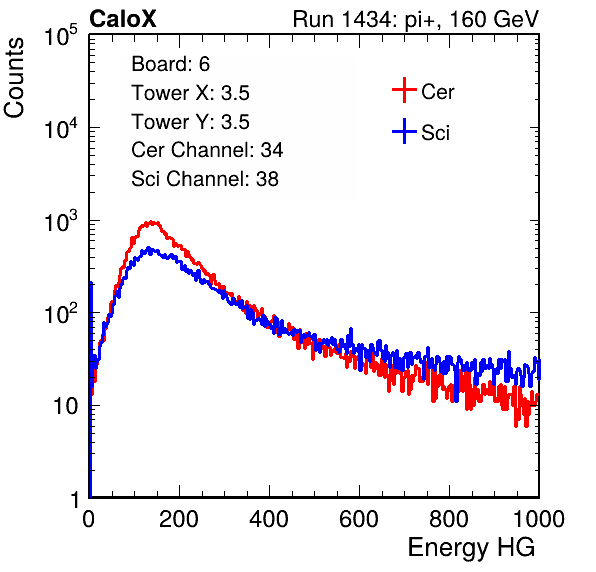 CaloX Run 1434: pi+, 160 GeV
Counts
Board: 6
Tower X: 3.5
Tower Y: 3.5
Cer Channel: 34
Sci Channel: 38
Cer
Sci
10^5
10^4
10^3
10^2
10
1
0 200 400 600 800 1000
Energy HG